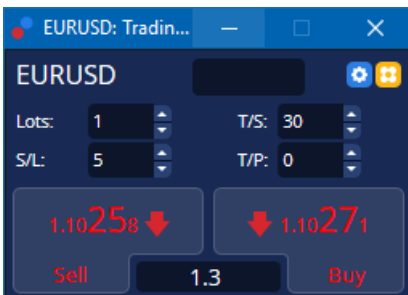 EURUSD: Tradin...
EURUSD
Lots: 1 T/S: 30
S/L: 5 T/P: 0
1.10258 1.10271
Sell 1.3 Buy